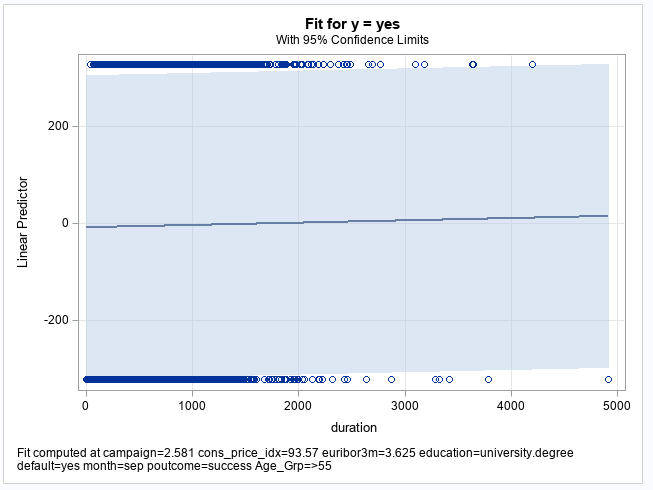 Fit for y = yes
With 95% Confidence Limits
200
0
-200
Linear Predictor
0
1000
2000
3000
4000
5000
duration
Fit computed at campaign=2.581 cons_price_idx=93.57 euribor3m=3.625 education=university.degree
default=yes month=sep poutcome=success Age_Grp=>55